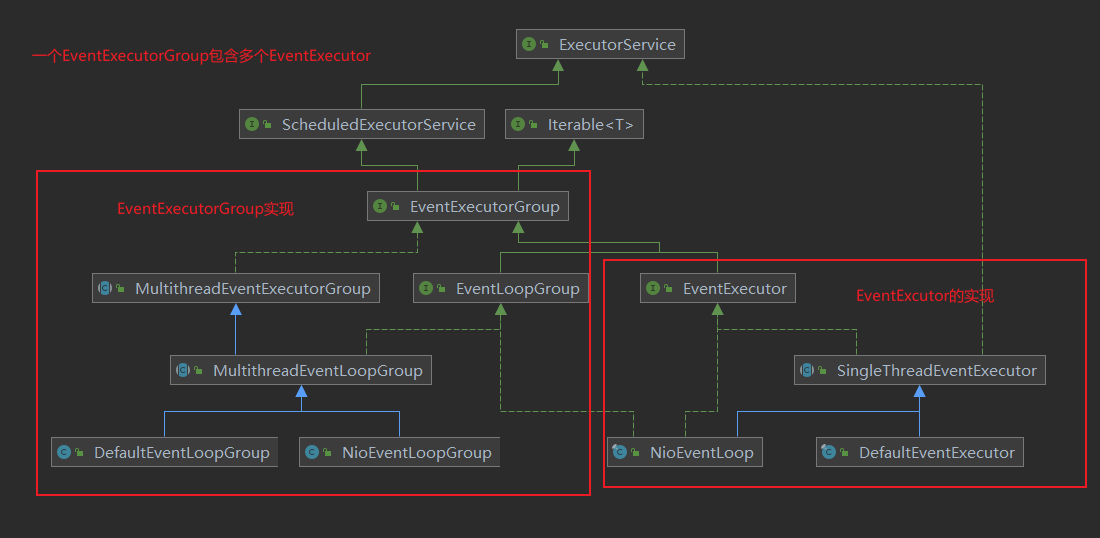 一个EventExecutorGroup包含多个EventExecutor
ExecutorService
ScheduledExecutorService
Iterable<T>
EventExecutorGroup实现
EventExecutorGroup
MultithreadEventExecutorGroup
EventLoopGroup
EventExecutor
EventExcutor的实现
MultithreadEventLoopGroup
SingleThreadEventExecutor
DefaultEventLoopGroup
NioEventLoopGroup
NioEventLoop
DefaultEventExecutor